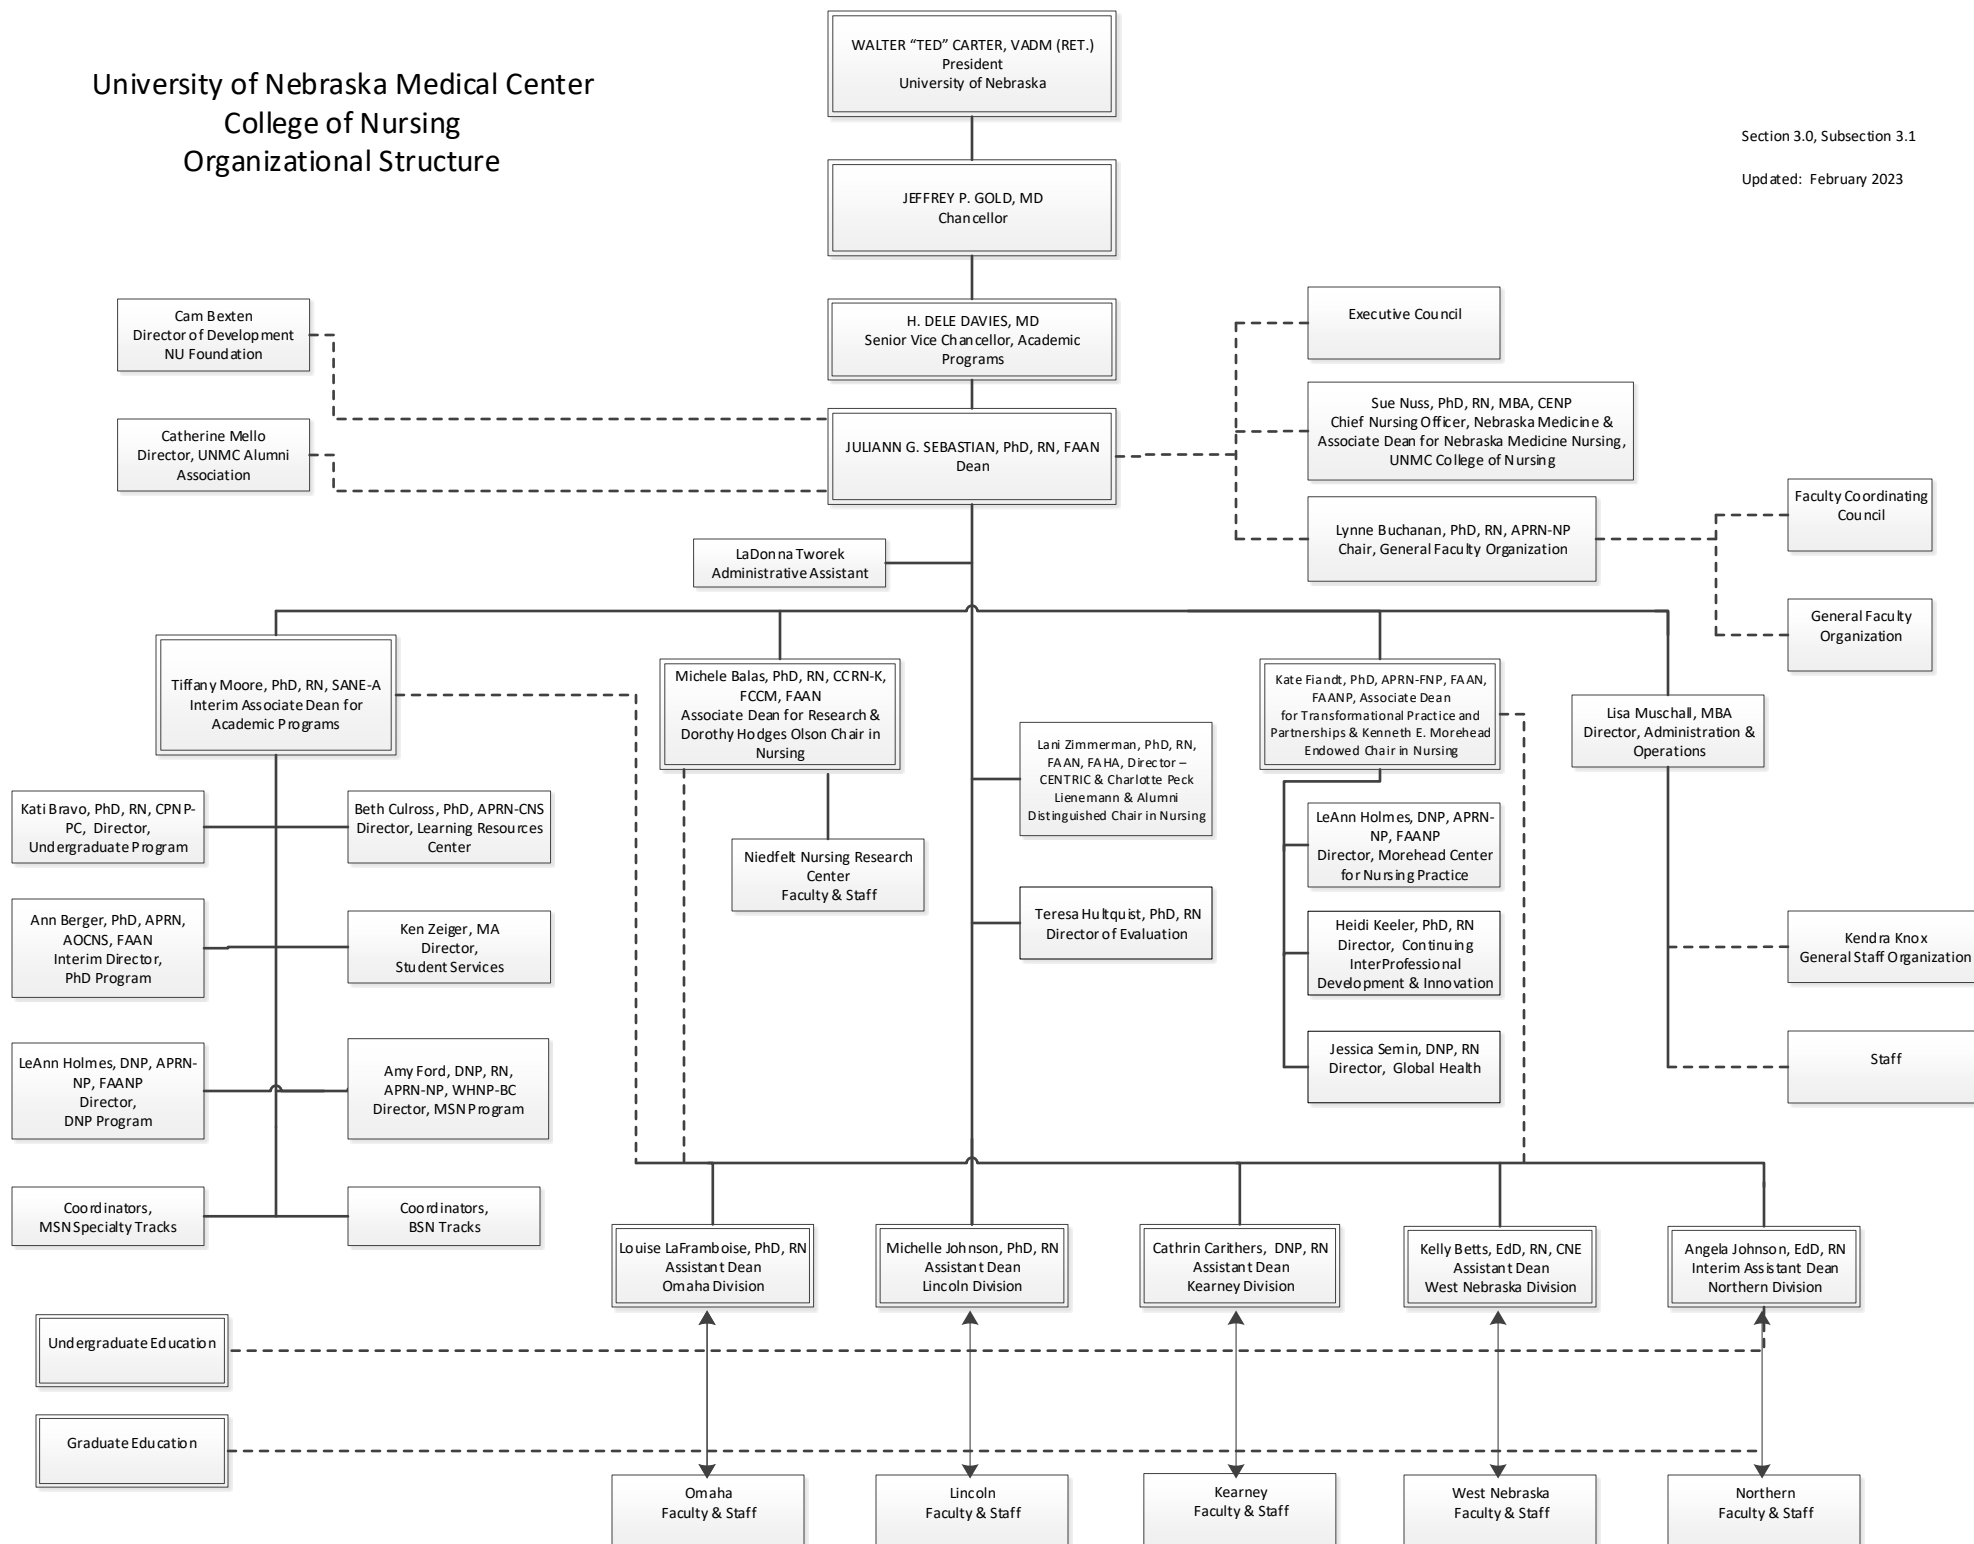 University of Nebraska Medical Center
College of Nursing
Organizational Structure
WALTER “TED” CARTER, VADM (RET.)
President
University of Nebraska
Section 3.0, Subsection 3.1
Updated: February 2023
JEFFREY P. GOLD, MD
Chancellor
H. DELE DAVIES, MD
Senior Vice Chancellor, Academic
Programs
Cam Bexten
Director of Development
NU Foundation
Catherine Mello
Director, UNMC Alumni
Association
JULIANN G. SEBASTIAN, PhD, RN, FAAN
Dean
Executive Council
Sue Nuss, PhD, RN, MBA, CENP
Chief Nursing Officer, Nebraska Medicine &
Associate Dean for Nebraska Medicine Nursing,
UNMC College of Nursing
Lynne Buchanan, PhD, RN, APRN-NP
Chair, General Faculty Organization
Faculty Coordinating
Council
General Faculty
Organization
LaDonna Tworek
Administrative Assistant
Tiffany Moore, PhD, RN, SANE-A
Interim Associate Dean for
Academic Programs
Michele Balas, PhD, RN, CCRN-K,
FCCM, FAAN
Associate Dean for Research &
Dorothy Hodges Olson Chair in
Nursing
Lani Zimmerman, PhD, RN,
FAAN, FAHA, Director –
CENTRIC & Charlotte Peck
Lienemann & Alumni
Distinguished Chair in Nursing
Kate Fiandt, PhD, APRN-FNP, FAAN,
FAANP, Associate Dean
for Transformational Practice and
Partnerships & Kenneth E. Morehead
Endowed Chair in Nursing
Lisa Muschall, MBA
Director, Administration &
Operations
Kati Bravo, PhD, RN, CPNP-
PC, Director,
Undergraduate Program
Beth Culross, PhD, APRN-CNS
Director, Learning Resources
Center
Niedfelt Nursing Research
Center
Faculty & Staff
Teresa Hultquist, PhD, RN
Director of Evaluation
LeAnn Holmes, DNP, APRN-
NP, FAANP
Director, Morehead Center
for Nursing Practice
Ann Berger, PhD, APRN,
AOCNS, FAAN
Interim Director,
PhD Program
Ken Zeiger, MA
Director,
Student Services
Heidi Keeler, PhD, RN
Director, Continuing
InterProfessional
Development & Innovation
Kendra Knox
General Staff Organization
LeAnn Holmes, DNP, APRN-
NP, FAANP
Director,
DNP Program
Amy Ford, DNP, RN,
APRN-NP, WHNP-BC
Director, MSN Program
Jessica Semin, DNP, RN
Director, Global Health
Staff
Coordinators,
MSN Specialty Tracks
Coordinators,
BSN Tracks
Louise LaFramboise, PhD, RN
Assistant Dean
Omaha Division
Michelle Johnson, PhD, RN
Assistant Dean
Lincoln Division
Cathrin Carithers, DNP, RN
Assistant Dean
Kearney Division
Kelly Betts, EdD, RN, CNE
Assistant Dean
West Nebraska Division
Angela Johnson, EdD, RN
Interim Assistant Dean
Northern Division
Undergraduate Education
Graduate Education
Omaha
Faculty & Staff
Lincoln
Faculty & Staff
Kearney
Faculty & Staff
West Nebraska
Faculty & Staff
Northern
Faculty & Staff